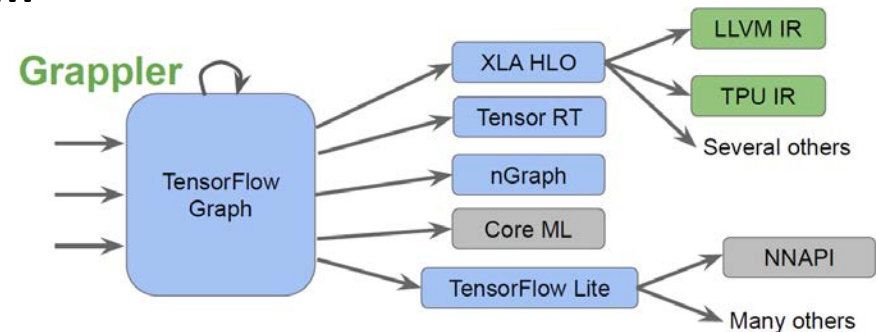 LLVM IR
Grappler
XLA HLO
TPU IR
Tensor RT
Several others
TensorFlow
Graph
nGraph
Core ML
NNAPI
TensorFlow Lite
Many others